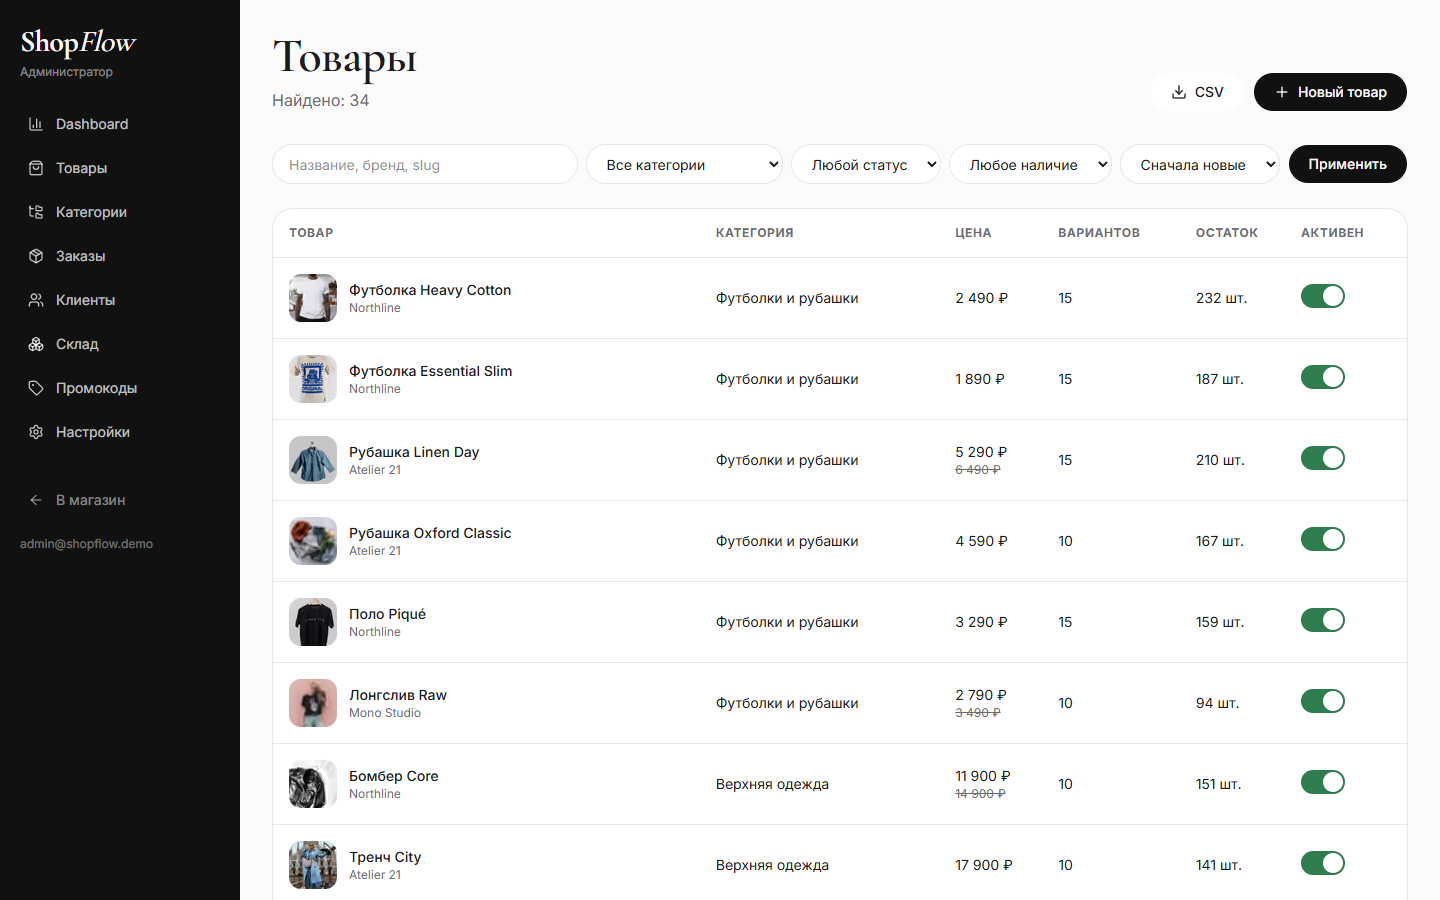 ShopFlow
Администратор
Dashboard
Товары
Категории
Заказы
Клиенты
Склад
Промокоды
Настройки
В магазин
admin@shopflow.demo
Товары
Найдено: 34
CSV
Новый товар
Название, бренд, slug
Все категории
Любой статус
Любое наличие
Сначала новые
Применить
ТОВАР КАТЕГОРИЯ ЦЕНА ВАРИАНТОВ ОСТАТОК АКТИВЕН
Футболка Heavy Cotton
Northline
Футболки и рубашки
2 490 ₽
15
232 шт.
Футболка Essential Slim
Northline
Футболки и рубашки
1 890 ₽
15
187 шт.
Рубашка Linen Day
Atelier 21
Футболки и рубашки
5 290 ₽
6 490 ₽
15
210 шт.
Рубашка Oxford Classic
Atelier 21
Футболки и рубашки
4 590 ₽
10
167 шт.
Поло Piqué
Northline
Футболки и рубашки
3 290 ₽
15
159 шт.
Лонгслив Raw
Mono Studio
Футболки и рубашки
2 790 ₽
3 490 ₽
10
94 шт.
Бомбер Core
Northline
Верхняя одежда
11 900 ₽
14 900 ₽
10
151 шт.
Тренч City
Atelier 21
Верхняя одежда
17 900 ₽
10
141 шт.